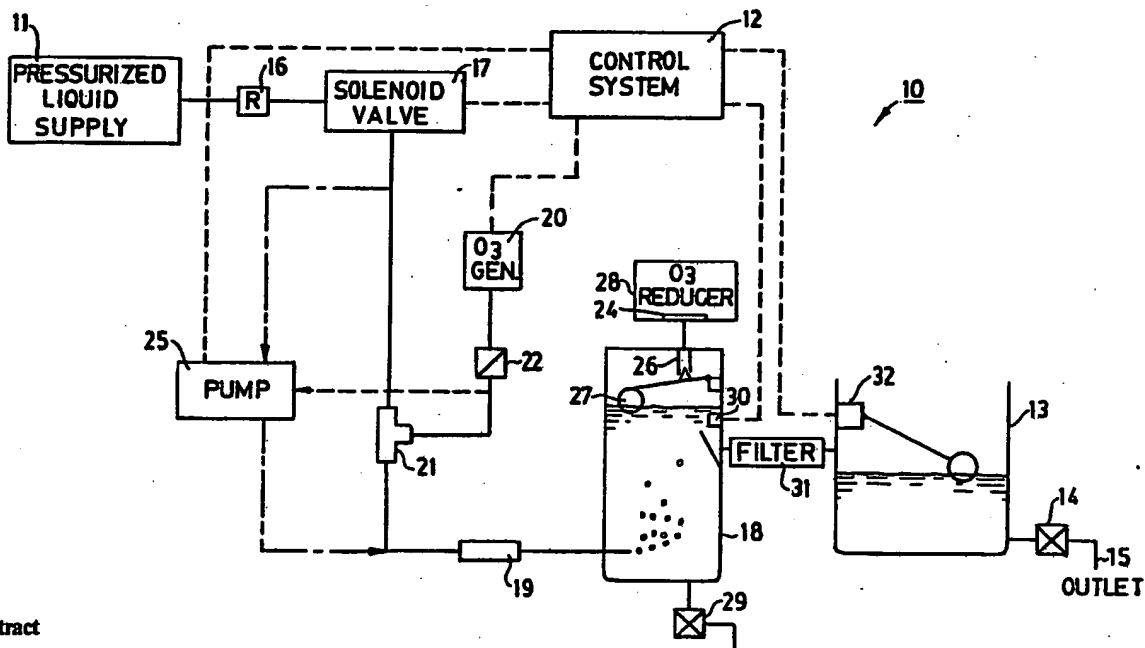 11
PRESSURIZED
LIQUID
SUPPLY
16
R
17
SOLENOID
VALVE
12
CONTROL
SYSTEM
10
20
O3
GEN.
22
25
PUMP
21
19
28
O3
REDUCER
24
26
27
30
FILTER
31
18
29
32
13
14
15
OUTLET
tract